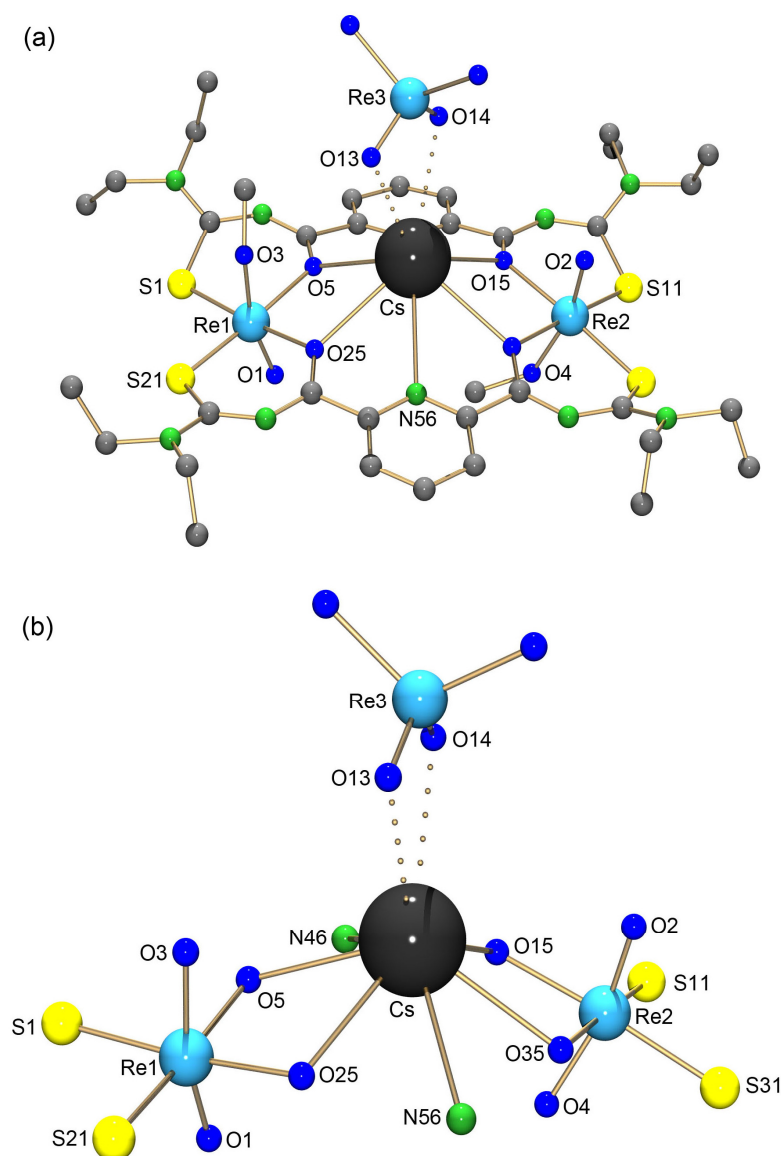 (a)
Re3
O14
O13
O3
O2
S1
O5
O15
S11
Cs
Re1
Re2
O25
S21
O1
O4
N56
(b)
Re3
O14
O13
N46
O2
O3
O15
O5
S11
S1
Cs
Re2
Re1
O25
O35
S31
N56
O4
S21
O1